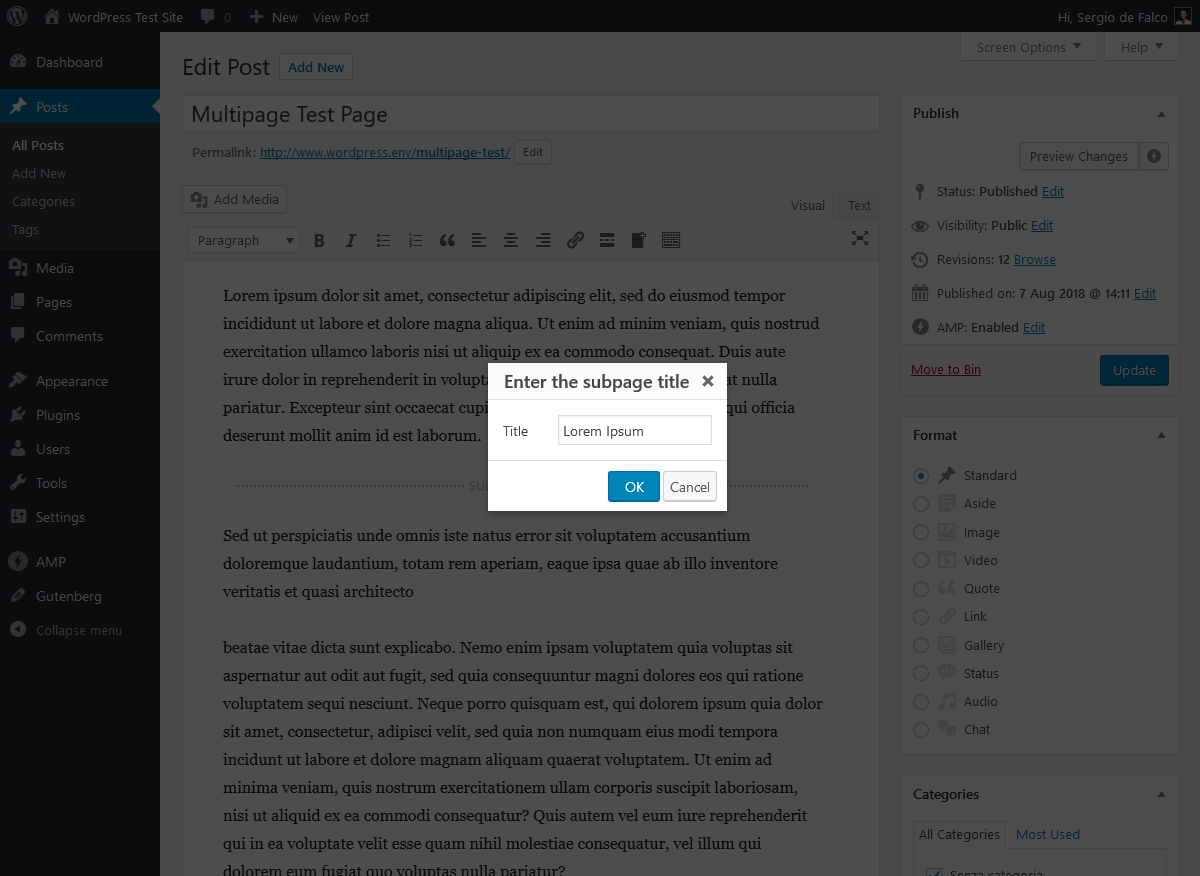 WordPress Test Site 0 New View Post Hi, Sergio de Falco
Screen Options Help
Dashboard
Posts
All Posts
Add New
Categories
Tags
Media
Pages
Comments
Appearance
Plugins
Users
Tools
Settings
AMP
Gutenberg
Collapse menu
Edit Post Add New
Multipage Test Page
Permalink: http://www.wordpress.env/multipage-test/ Edit
Add Media
Visual Text
Paragraph
Lorem ipsum dolor sit amet, consectetur adipiscing elit, sed do eiusmod tempor
incididunt ut labore et dolore magna aliqua. Ut enim ad minim veniam, quis nostrud
exercitation ullamco laboris nisi ut aliquip ex ea commodo consequat. Duis aute
irure dolor in reprehenderit in volupta at nulla
pariatur. Excepteur sint occaecat cupi qui officia
deserunt mollit anim id est laborum.
Enter the subpage title
Title Lorem Ipsum
OK Cancel
Sed ut perspiciatis unde omnis iste natus error sit voluptatem accusantium
doloremque laudantium, totam rem aperiam, eaque ipsa quae ab illo inventore
veritatis et quasi architecto
beatae vitae dicta sunt explicabo. Nemo enim ipsam voluptatem quia voluptas sit
aspernatur aut odit aut fugit, sed quia consequuntur magni dolores eos qui ratione
voluptatem sequi nesciunt. Neque porro quisquam est, qui dolorem ipsum quia dolor
sit amet, consectetur, adipisci velit, sed quia non numquam eius modi tempora
incidunt ut labore et dolore magnam aliquam quaerat voluptatem. Ut enim ad
minima veniam, quis nostrum exercitationem ullam corporis suscipit laboriosam,
nisi ut aliquid ex ea commodi consequatur? Quis autem vel eum iure reprehenderit
qui in ea voluptate velit esse quam nihil molestiae consequatur, vel illum qui
dolorem eum fugiat quo voluptas nulla pariatur?
Publish
Preview Changes
Status: Published Edit
Visibility: Public Edit
Revisions: 12 Browse
Published on: 7 Aug 2018 @ 14:11 Edit
AMP: Enabled Edit
Move to Bin Update
Format
Standard
Aside
Image
Video
Quote
Link
Gallery
Status
Audio
Chat
Categories
All Categories Most Used
Senza categoria